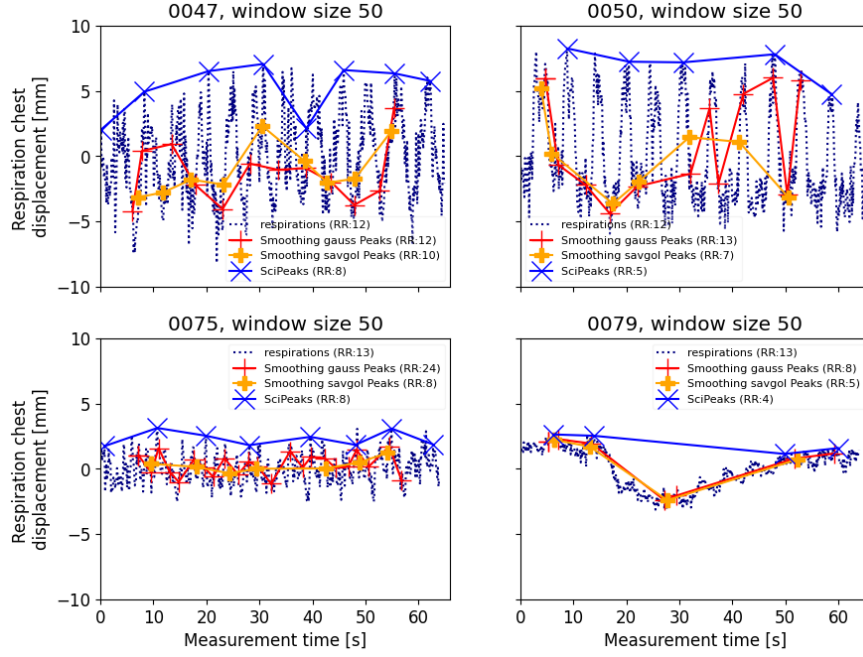 0047, window size 50
10
5
0
−5
−10
Respiration chest
displacement [mm]
respirations (RR:12)
Smoothing gauss Peaks (RR:12)
Smoothing savgol Peaks (RR:10)
SciPeaks (RR:8)
0050, window size 50
respirations (RR:12)
Smoothing gauss Peaks (RR:13)
Smoothing savgol Peaks (RR:7)
SciPeaks (RR:5)
0075, window size 50
10
5
0
−5
−10
Respiration chest
displacement [mm]
respirations (RR:13)
Smoothing gauss Peaks (RR:24)
Smoothing savgol Peaks (RR:8)
SciPeaks (RR:8)
0 10 20 30 40 50 60
Measurement time [s]
0079, window size 50
respirations (RR:13)
Smoothing gauss Peaks (RR:8)
Smoothing savgol Peaks (RR:5)
SciPeaks (RR:4)
0 10 20 30 40 50 60
Measurement time [s]